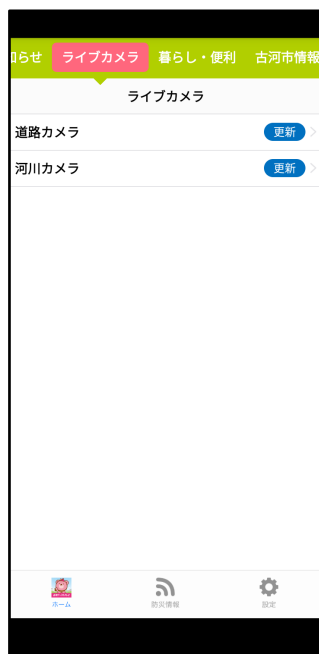 らせ ライブカメラ 暮らし・便利 古河市情報
ライブカメラ
道路カメラ 更新
河川カメラ 更新
ホーム 防災情報 設定